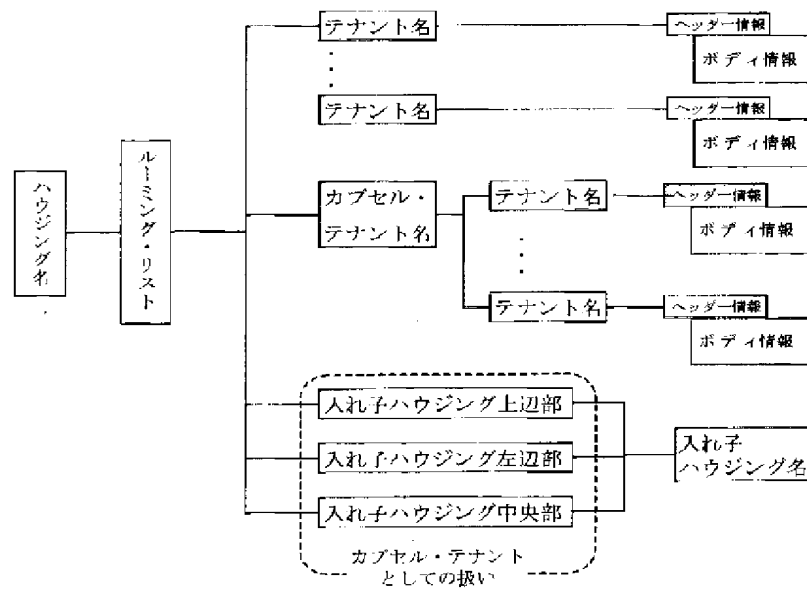 ハウジング名
ルーミング・リスト
テナント名
ヘッダー情報
ボディ情報
テナント名
ヘッダー情報
ボディ情報
カプセル・
テナント名
テナント名
ヘッダー情報
ボディ情報
テナント名
ヘッダー情報
ボディ情報
入れ子ハウジング上辺部
入れ子ハウジング左辺部
入れ子ハウジング中央部
入れ子
ハウジング名
カプセル・テナント
としての扱い